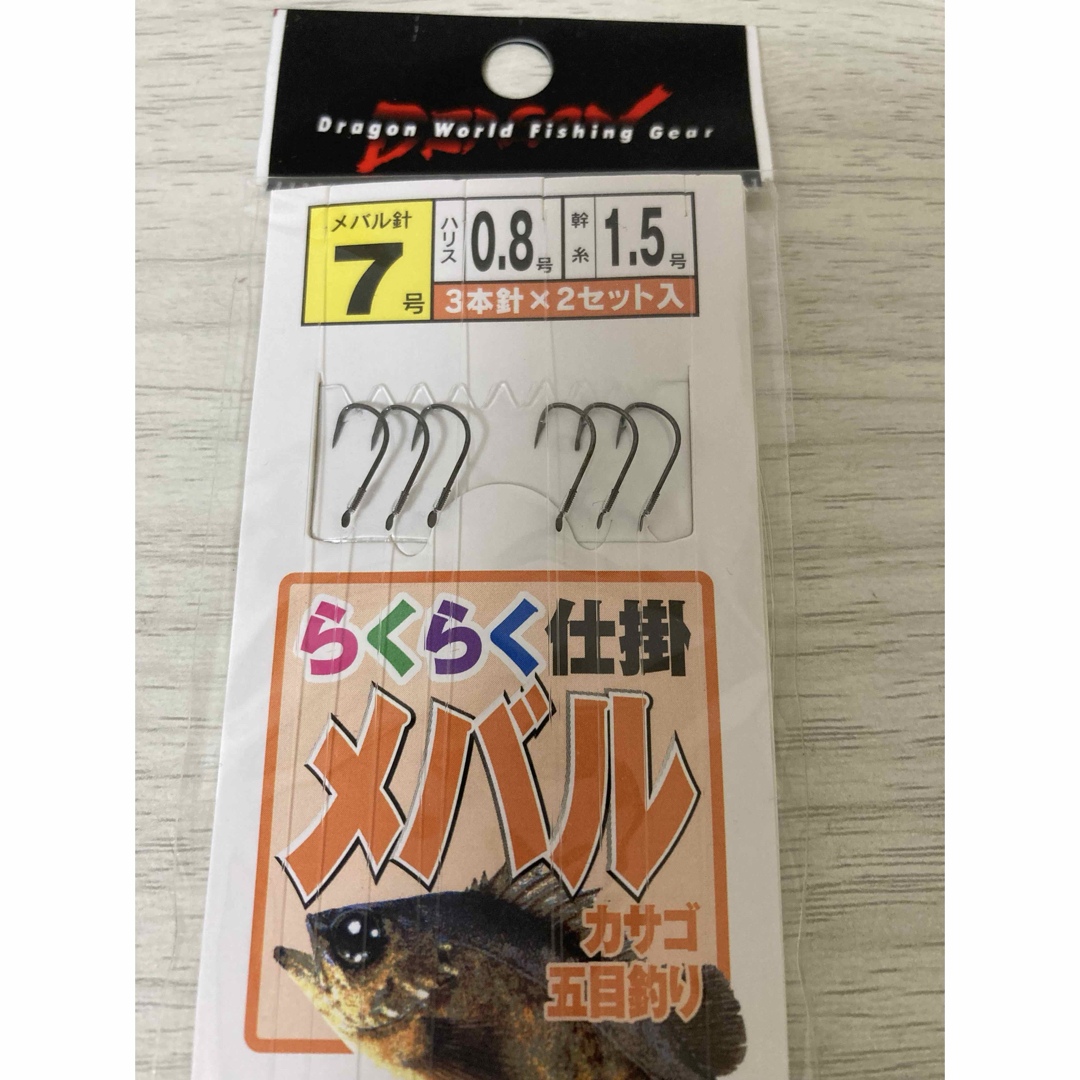 DRAGON
Dragon World Fishing Gear
メバル針 7号
ハリス 0.8号
幹糸 1.5号
3本針×2セット入
らくらく仕掛
メバル
カサゴ
五目釣り